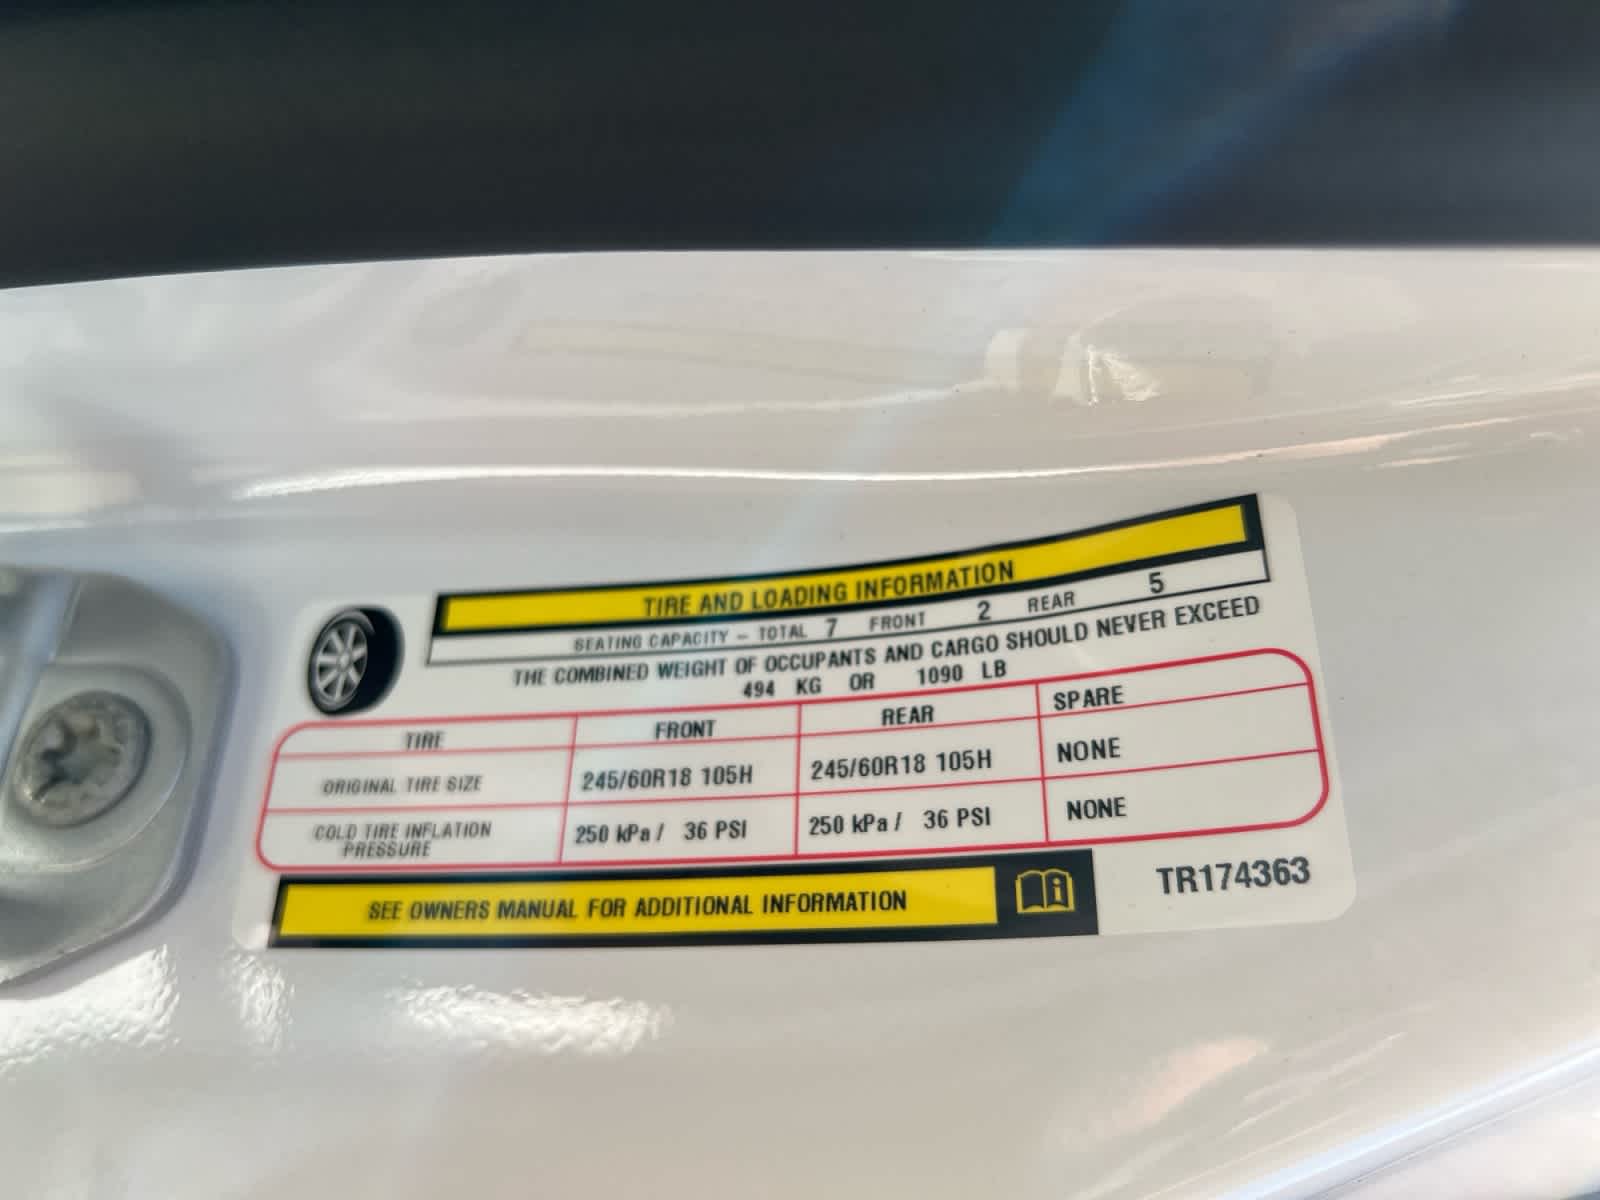 TIRE AND LOADING INFORMATION
SEATING CAPACITY – TOTAL 7 FRONT 2 REAR 5
THE COMBINED WEIGHT OF OCCUPANTS AND CARGO SHOULD NEVER EXCEED
494 KG OR 1090 LB
TIRE FRONT REAR SPARE
ORIGINAL TIRE SIZE 245/60R18 105H 245/60R18 105H NONE
COLD TIRE INFLATION
PRESSURE 250 kPa / 36 PSI 250 kPa / 36 PSI NONE
SEE OWNERS MANUAL FOR ADDITIONAL INFORMATION
TR174363